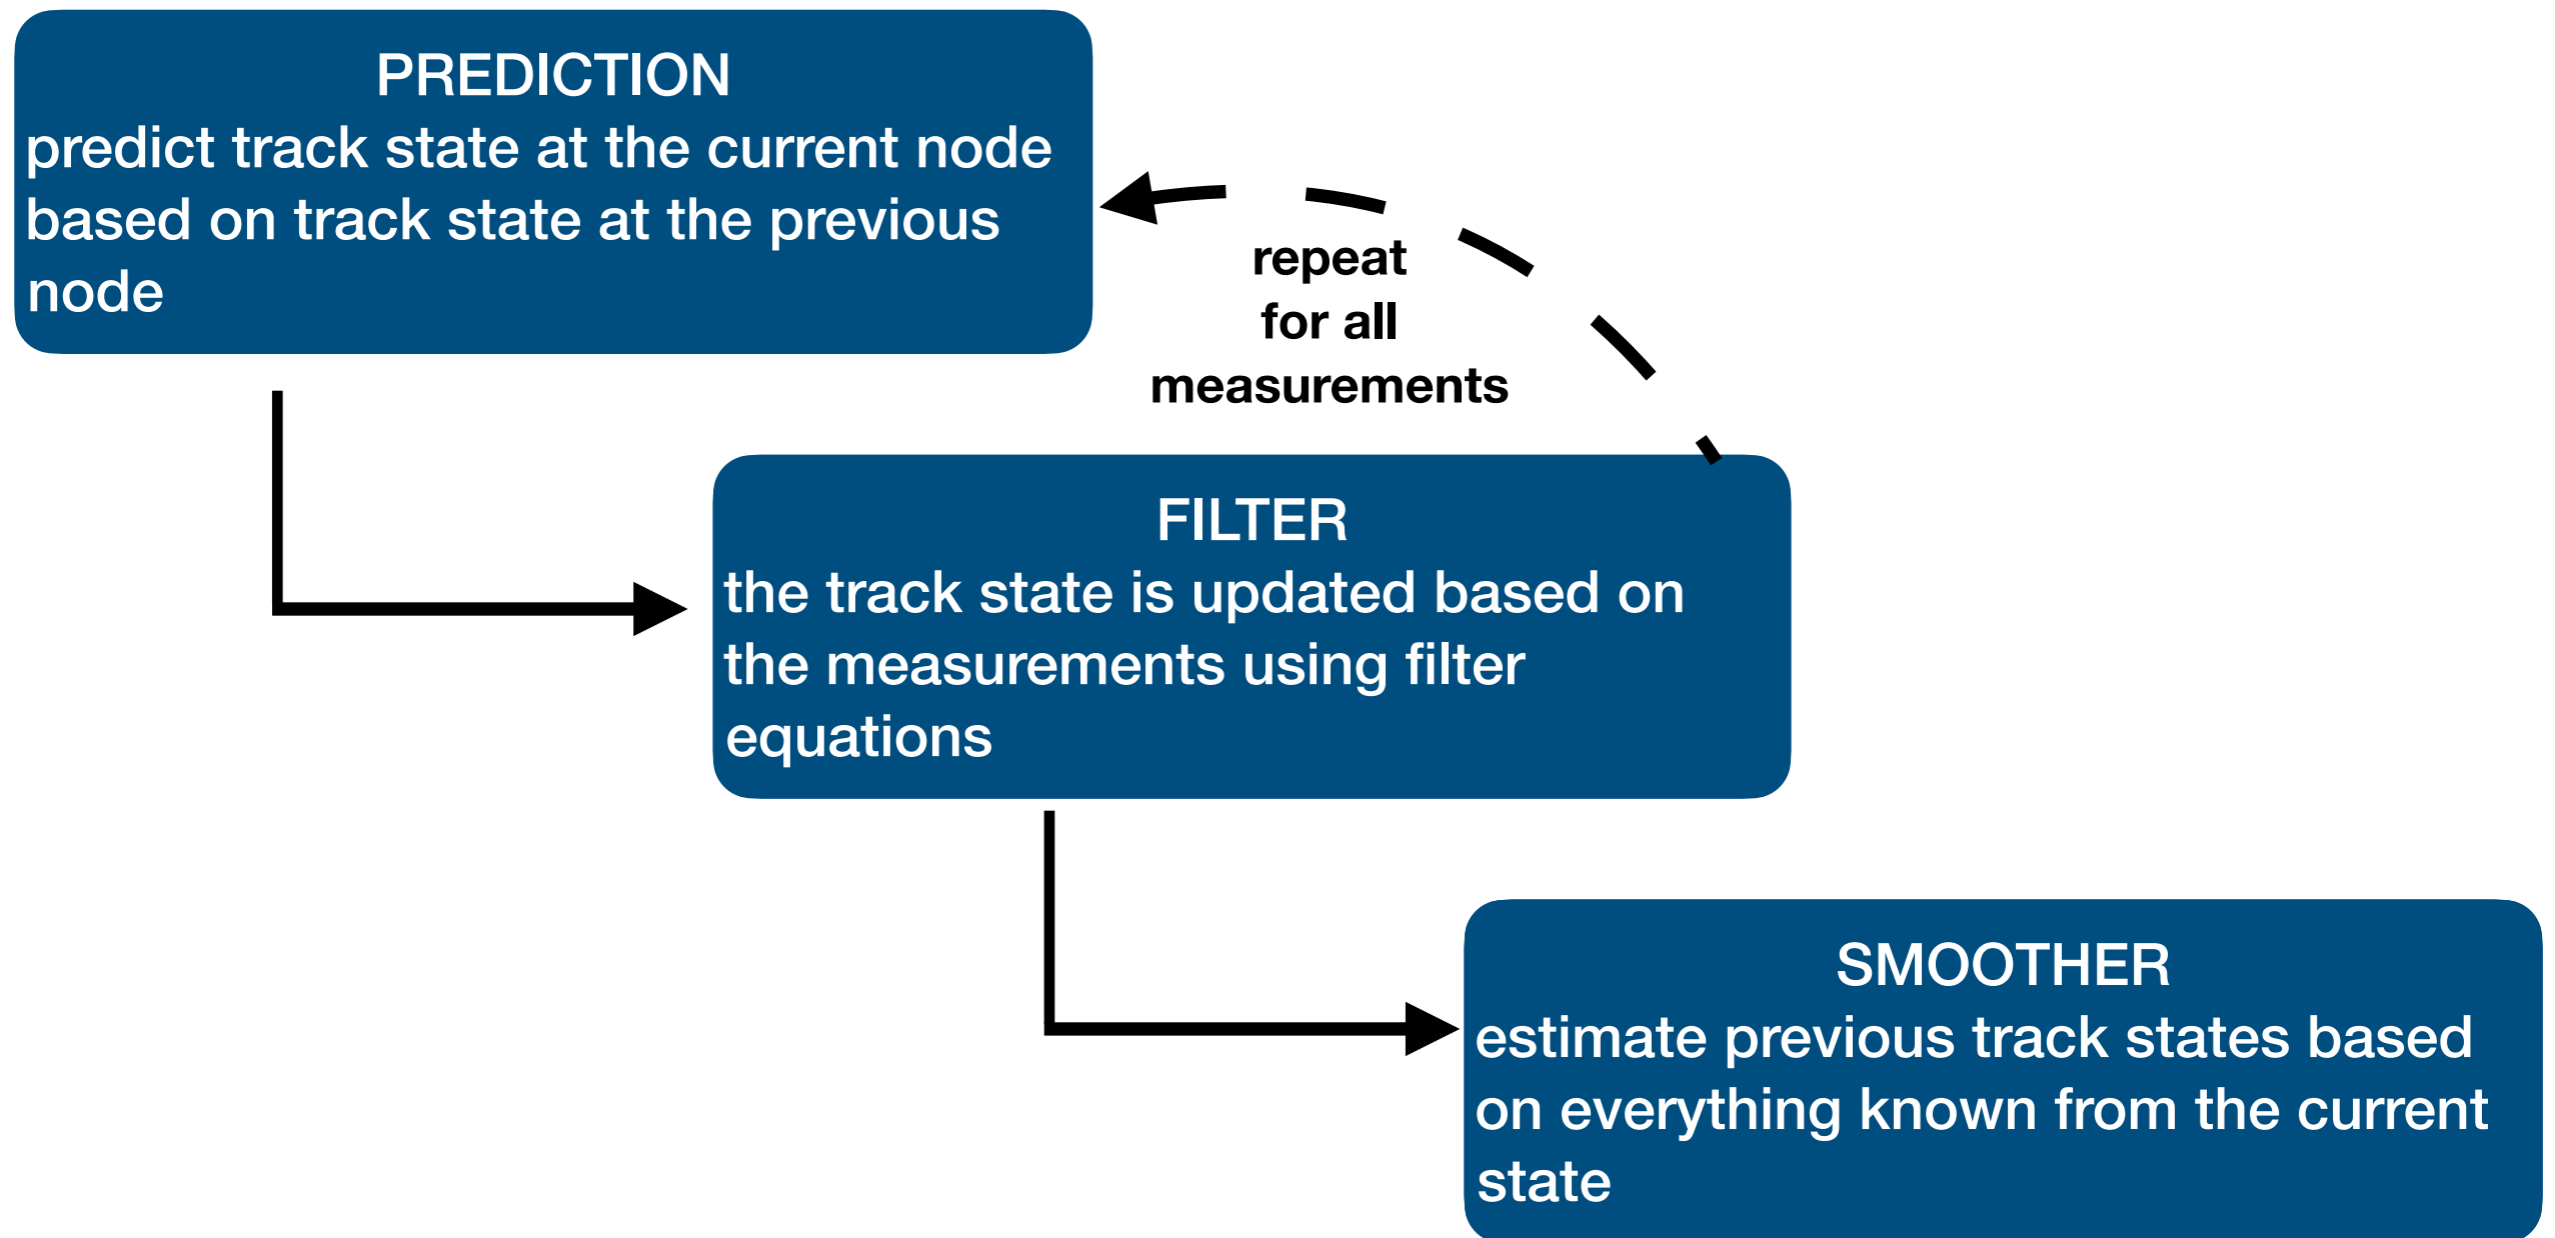 PREDICTION
predict track state at the current node
based on track state at the previous
node
repeat
for all
measurements
FILTER
the track state is updated based on
the measurements using filter
equations
SMOOTHER
estimate previous track states based
on everything known from the current
state